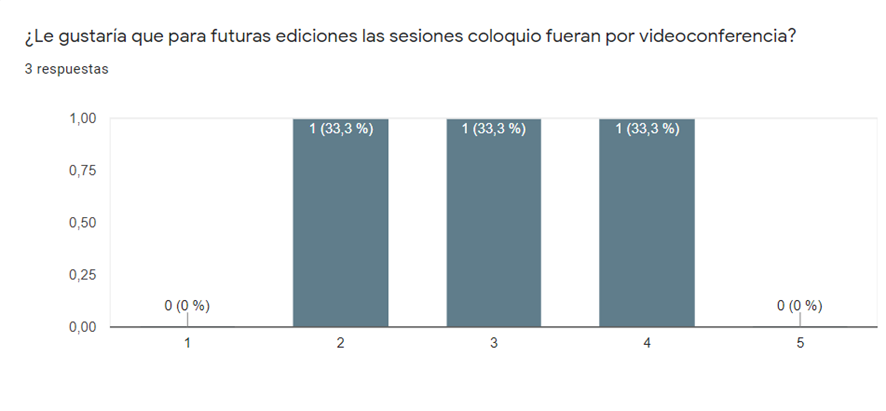 ¿Le gustaría que para futuras ediciones las sesiones coloquio fueran por videoconferencia?
3 respuestas
1,00
0,75
0,50
0,25
0,00
0 (0 %)
1 (33,3 %)
1 (33,3 %)
1 (33,3 %)
0 (0 %)
1
2
3
4
5